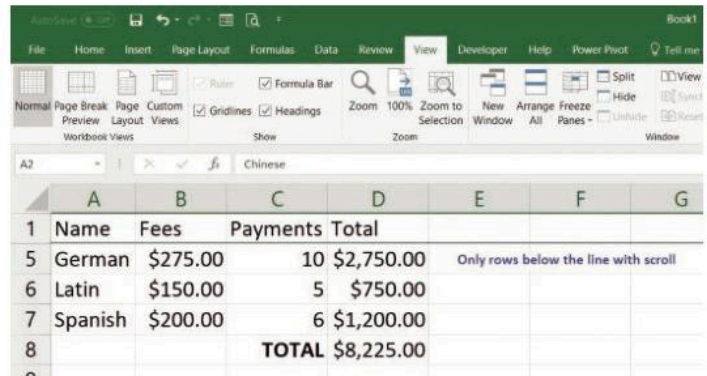 AutoSave Off Book1
File Home Insert Page Layout Formulas Data Review View Developer Help Power Pivot Tell me
Ruler Formula Bar Split View
Normal Page Break Page Custom Gridlines Headings Zoom 100% Zoom to New Arrange Freeze Hide
Preview Layout Views Selection Window All Panes Unhide Reset
Workbook Views Show Zoom Window
A2 fx Chinese
A B C D E F G
1 Name Fees Payments Total
5 German $275.00 10 $2,750.00 Only rows below the line with scroll
6 Latin $150.00 5 $750.00
7 Spanish $200.00 6 $1,200.00
8 TOTAL $8,225.00